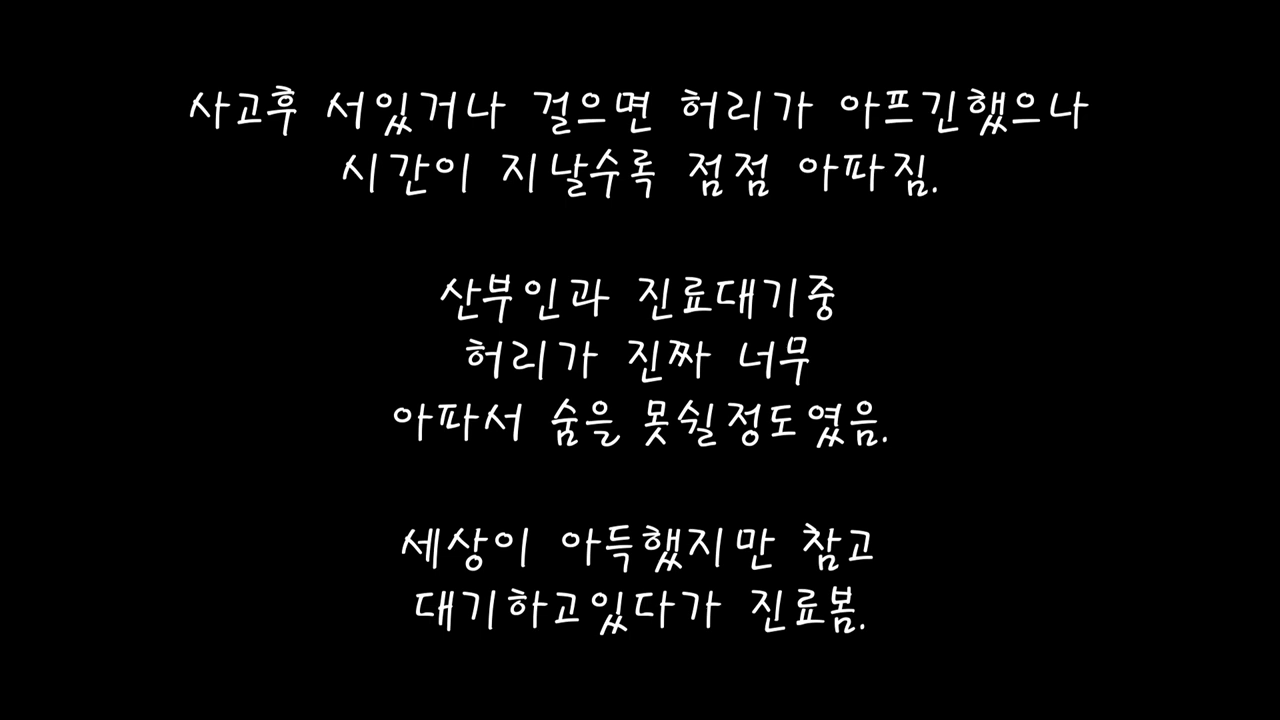 사고후 서있거나 걸으면 허리가 아프긴했으나
시간이 지날수록 점점 아파짐.
산부인과 진료대기중
허리가 진짜 너무
아파서 숨을 못쉴정도였음.
세상이 아득했지만 참고
대기하고있다가 진료봄.